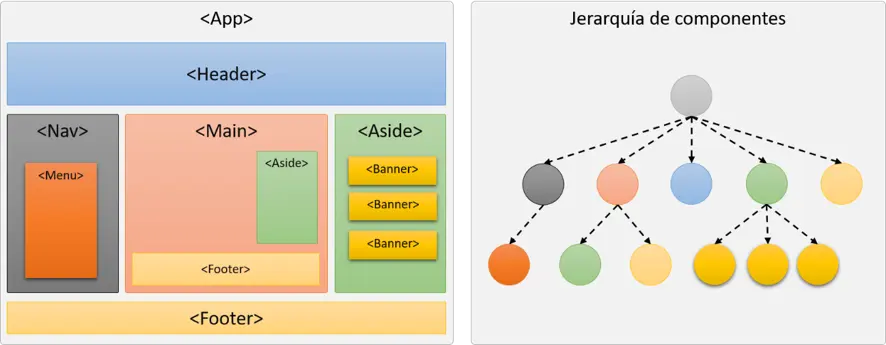 <App>
<Header>
<Nav>
<Main>
<Aside>
<Menu>
<Aside>
<Banner>
<Banner>
<Banner>
<Footer>
<Footer>
Jerarquía de componentes